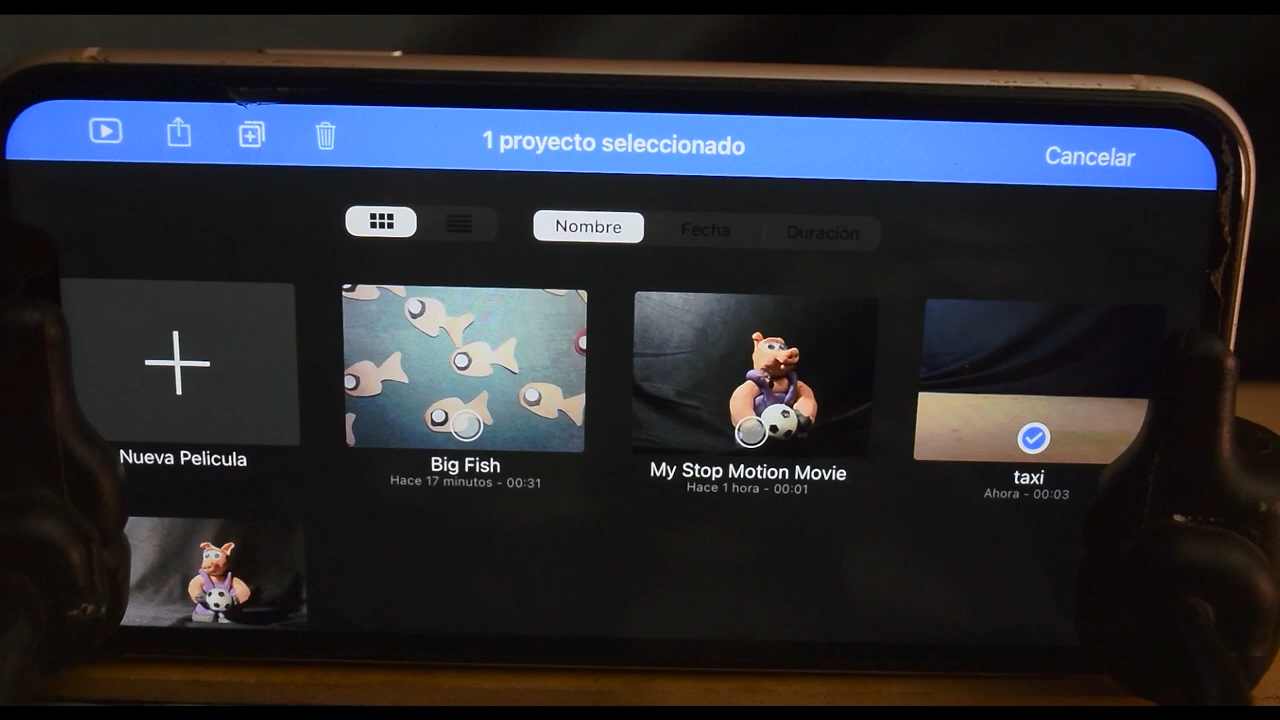 1 proyecto seleccionado
Cancelar
Nombre
Fecha
Duración
Nueva Pelicula
Big Fish
Hace 17 minutos - 00:31
My Stop Motion Movie
Hace 1 hora - 00:01
taxi
Ahora - 00:03